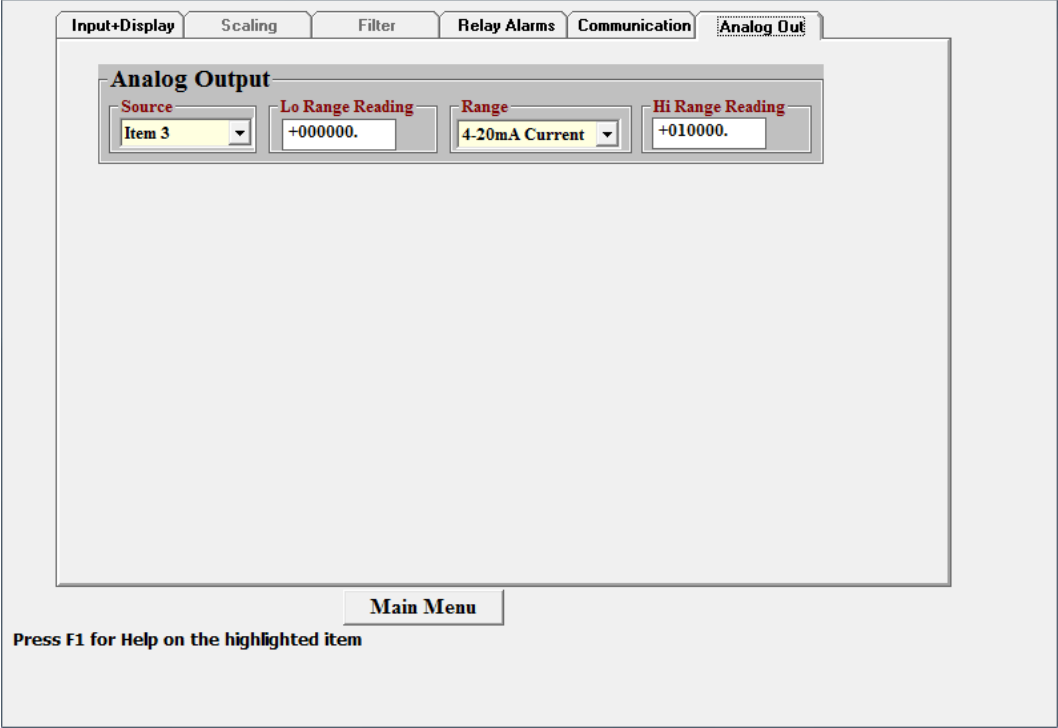 Input+Display Scaling Filter Relay Alarms Communication Analog Out
Analog Output
Source Lo Range Reading Range Hi Range Reading
Item 3 +000000. 4-20mA Current +010000.
Main Menu
Press F1 for Help on the highlighted item